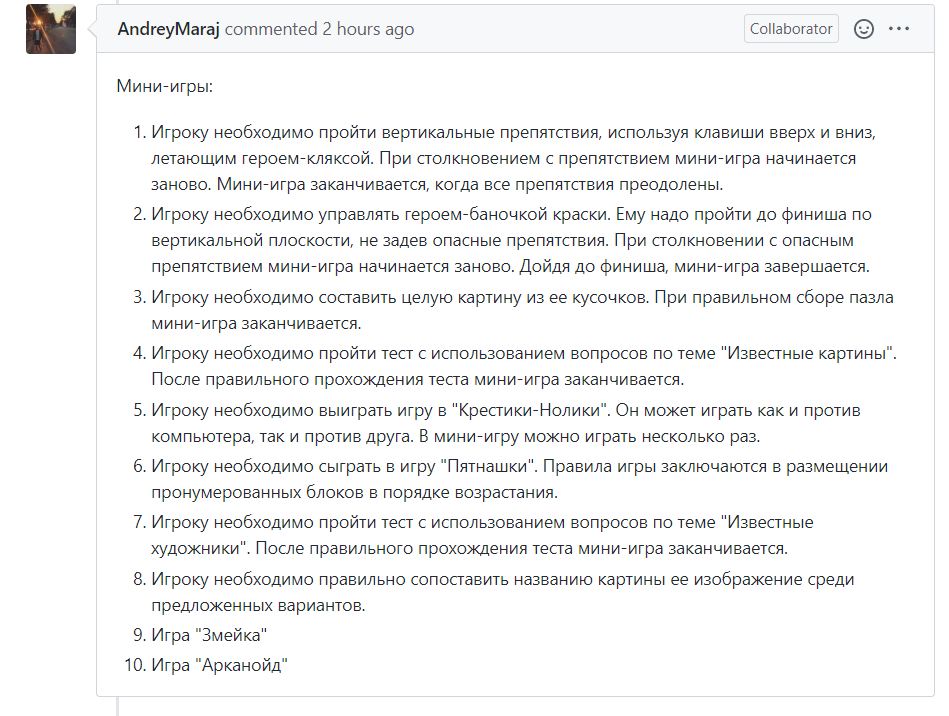 AndreyMaraj commented 2 hours ago
Collaborator
Мини-игры:
1. Игроку необходимо пройти вертикальные препятствия, используя клавиши вверх и вниз,
летающим героем-кляксой. При столкновением с препятствием мини-игра начинается
заново. Мини-игра заканчивается, когда все препятствия преодолены.
2. Игроку необходимо управлять героем-баночкой краски. Ему надо пройти до финиша по
вертикальной плоскости, не задев опасные препятствия. При столкновении с опасным
препятствием мини-игра начинается заново. Дойдя до финиша, мини-игра завершается.
3. Игроку необходимо составить целую картину из ее кусочков. При правильном сборе пазла
мини-игра заканчивается.
4. Игроку необходимо пройти тест с использованием вопросов по теме "Известные картины".
После правильного прохождения теста мини-игра заканчивается.
5. Игроку необходимо выиграть игру в "Крестики-Нолики". Он может играть как и против
компьютера, так и против друга. В мини-игру можно играть несколько раз.
6. Игроку необходимо сыграть в игру "Пятнашки". Правила игры заключаются в размещении
пронумерованных блоков в порядке возрастания.
7. Игроку необходимо пройти тест с использованием вопросов по теме "Известные
художники". После правильного прохождения теста мини-игра заканчивается.
8. Игроку необходимо правильно сопоставить названию картины ее изображение среди
предложенных вариантов.
9. Игра "Змейка"
10. Игра "Арканойд"